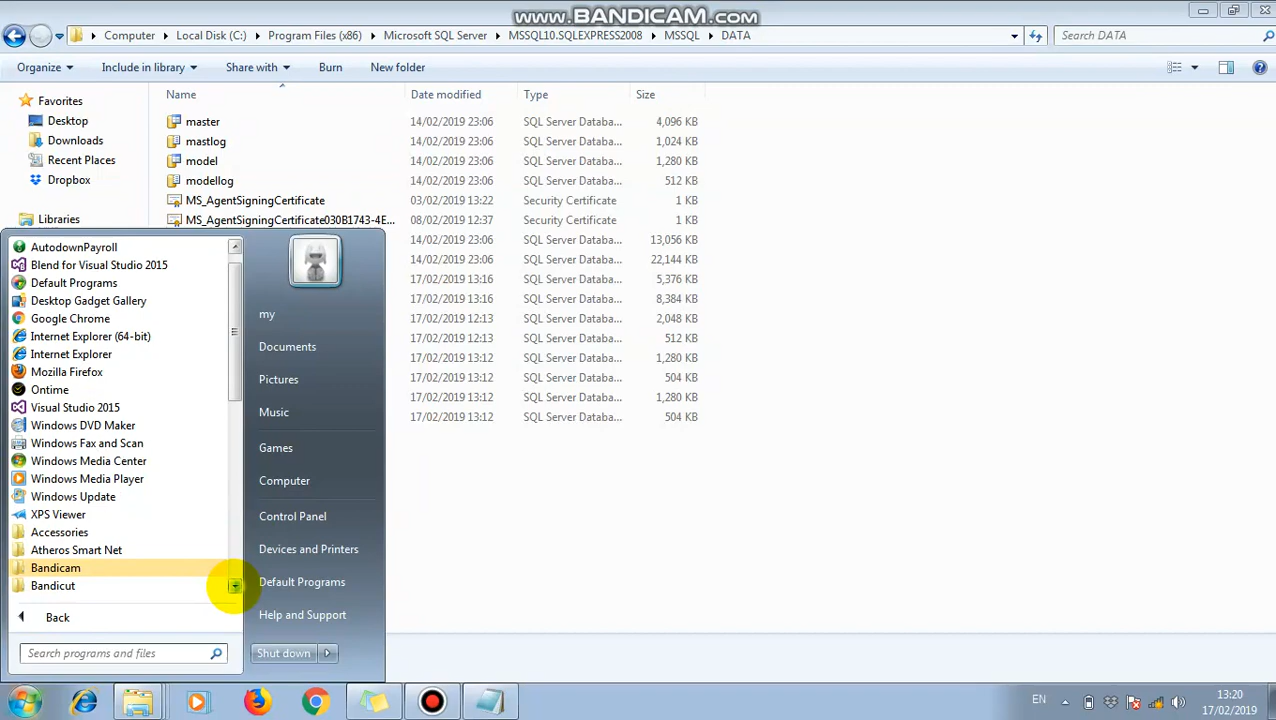 www.BANDICAM.com
Computer Local Disk (C:) Program Files (x86) Microsoft SQL Server MSSQL10.SQLEXPRESS2008 MSSQL DATA Search DATA
Organize Include in library Share with Burn New folder
Name Date modified Type Size
Favorites
Desktop
Downloads
Recent Places
Dropbox
Libraries
master 14/02/2019 23:06 SQL Server Databa... 4,096 KB
mastlog 14/02/2019 23:06 SQL Server Databa... 1,024 KB
model 14/02/2019 23:06 SQL Server Databa... 1,280 KB
modellog 14/02/2019 23:06 SQL Server Databa... 512 KB
MS_AgentSigningCertificate 03/02/2019 13:22 Security Certificate 1 KB
MS_AgentSigningCertificate030B1743-4E... 08/02/2019 12:37 Security Certificate 1 KB
14/02/2019 23:06 SQL Server Databa... 13,056 KB
14/02/2019 23:06 SQL Server Databa... 22,144 KB
17/02/2019 13:16 SQL Server Databa... 5,376 KB
17/02/2019 13:16 SQL Server Databa... 8,384 KB
17/02/2019 12:13 SQL Server Databa... 2,048 KB
17/02/2019 12:13 SQL Server Databa... 512 KB
17/02/2019 13:12 SQL Server Databa... 1,280 KB
17/02/2019 13:12 SQL Server Databa... 504 KB
17/02/2019 13:12 SQL Server Databa... 1,280 KB
17/02/2019 13:12 SQL Server Databa... 504 KB
AutodownPayroll
Blend for Visual Studio 2015
Default Programs
Desktop Gadget Gallery
Google Chrome
Internet Explorer (64-bit)
Internet Explorer
Mozilla Firefox
Ontime
Visual Studio 2015
Windows DVD Maker
Windows Fax and Scan
Windows Media Center
Windows Media Player
Windows Update
XPS Viewer
Accessories
Atheros Smart Net
Bandicam
Bandicut
Back
Search programs and files
my
Documents
Pictures
Music
Games
Computer
Control Panel
Devices and Printers
Default Programs
Help and Support
Shut down
EN
13:20
17/02/2019